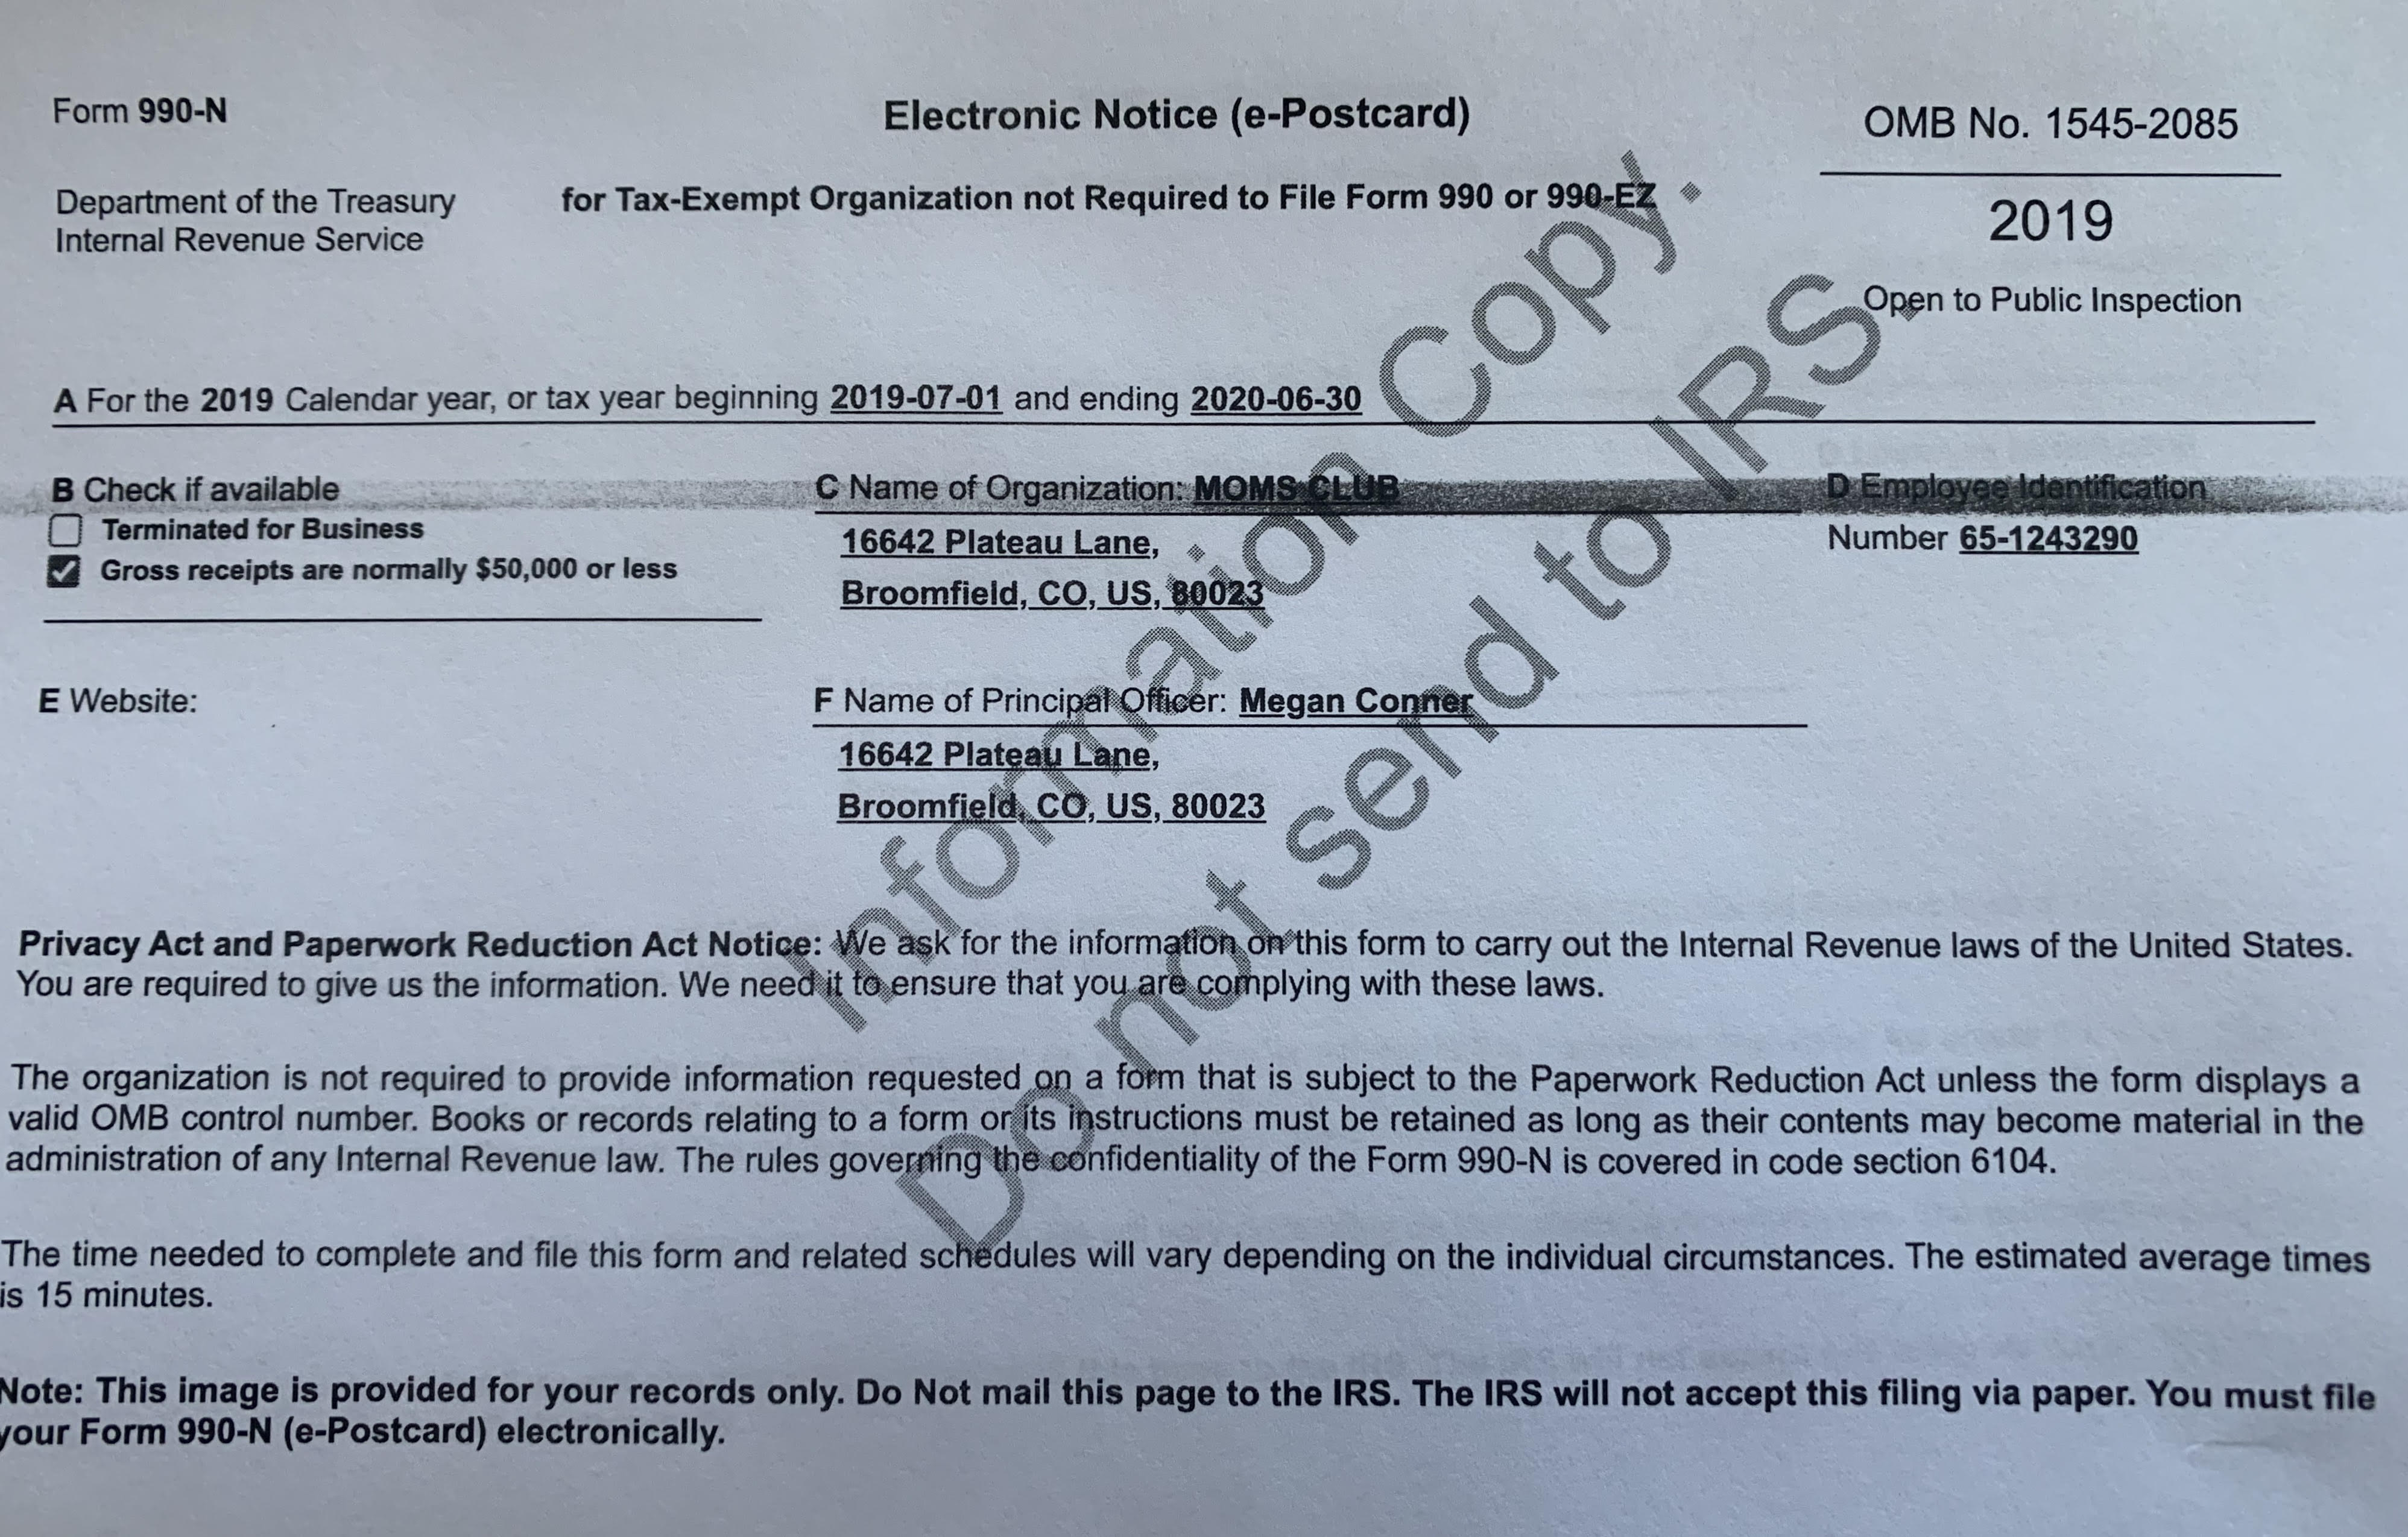 Form 990-N
Electronic Notice (e-Postcard)
OMB No. 1545-2085
Department of the Treasury
Internal Revenue Service
for Tax-Exempt Organization not Required to File Form 990 or 990-EZ
2019
Open to Public Inspection
A For the 2019 Calendar year, or tax year beginning 2019-07-01 and ending 2020-06-30
B Check if available
Terminated for Business
Gross receipts are normally $50,000 or less
C Name of Organization: MOMS CLUB
16642 Plateau Lane,
Broomfield, CO, US, 80023
D Employee Identification
Number 65-1243290
E Website:
F Name of Principal Officer: Megan Conner
16642 Plateau Lane,
Broomfield, CO, US, 80023
Information Copy.
Do not send to IRS.
Privacy Act and Paperwork Reduction Act Notice: We ask for the information on this form to carry out the Internal Revenue laws of the United States.
You are required to give us the information. We need it to ensure that you are complying with these laws.
The organization is not required to provide information requested on a form that is subject to the Paperwork Reduction Act unless the form displays a
valid OMB control number. Books or records relating to a form or its instructions must be retained as long as their contents may become material in the
administration of any Internal Revenue law. The rules governing the confidentiality of the Form 990-N is covered in code section 6104.
The time needed to complete and file this form and related schedules will vary depending on the individual circumstances. The estimated average times
is 15 minutes.
Note: This image is provided for your records only. Do Not mail this page to the IRS. The IRS will not accept this filing via paper. You must file
your Form 990-N (e-Postcard) electronically.